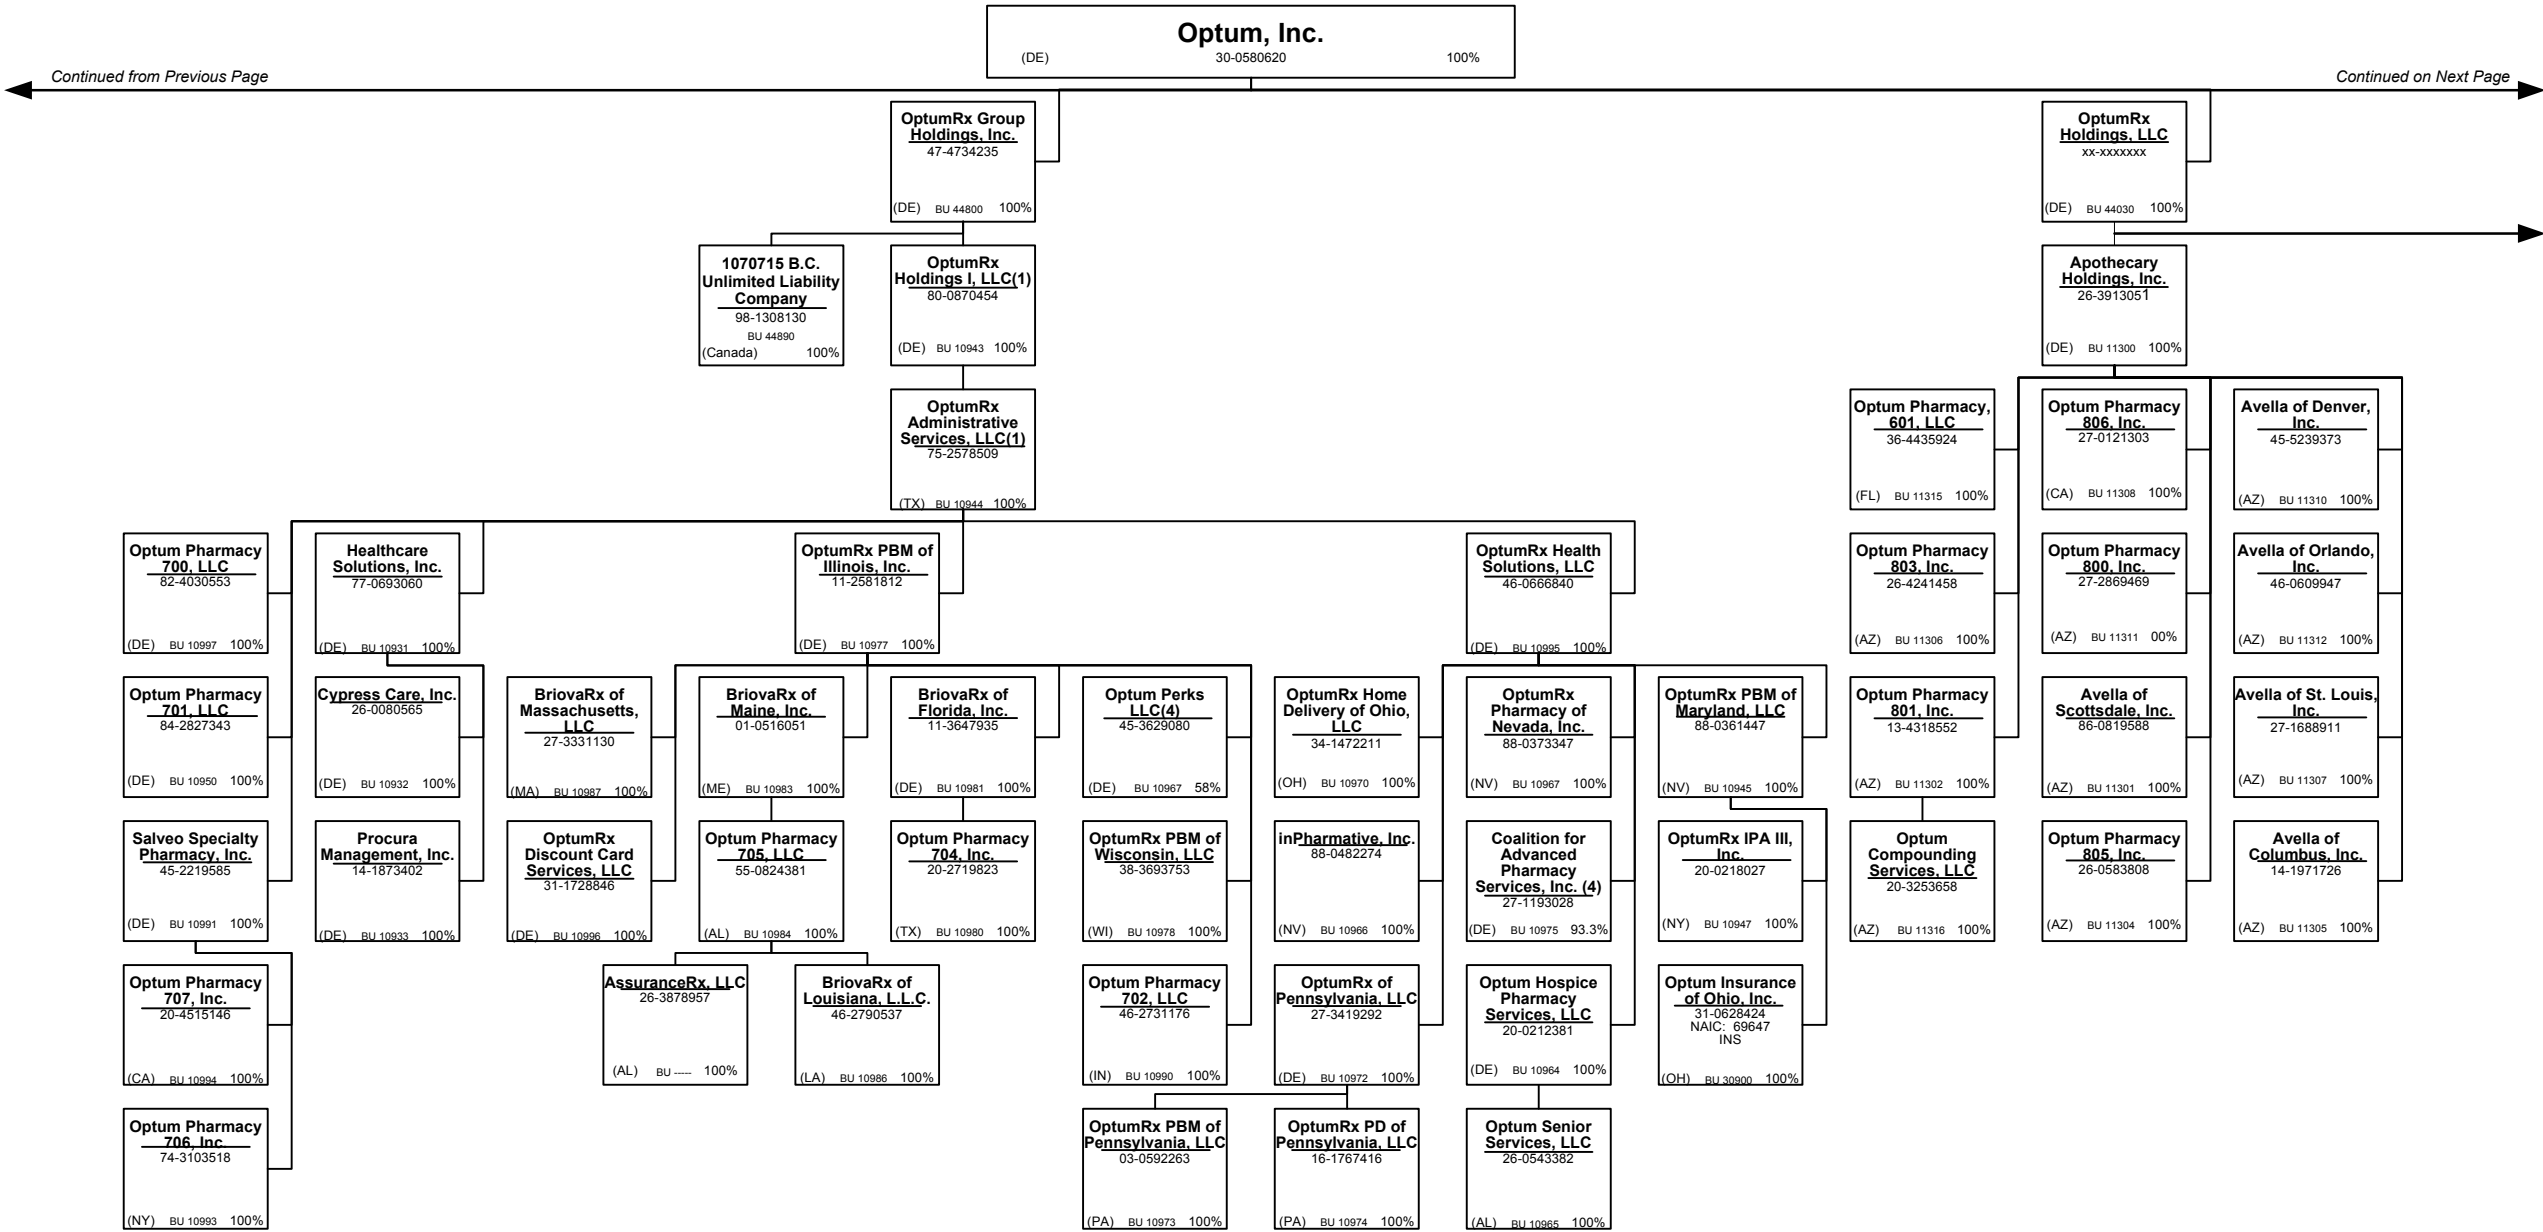 Optum, Inc.
(DE) 30-0580620 100%
Continued from Previous Page
Continued on Next Page
OptumRx Group
Holdings, Inc.
47-4734235
(DE) BU 44800 100%
OptumRx
Holdings, LLC
xx-xxxxxxx
(DE) BU 44030 100%
1070715 B.C.
Unlimited Liability
Company
98-1308130
BU 44890
(Canada) 100%
OptumRx
Holdings I, LLC(1)
80-0870454
(DE) BU 10943 100%
Apothecary
Holdings, Inc.
26-3913051
(DE) BU 11300 100%
OptumRx
Administrative
Services, LLC(1)
75-2578509
(TX) BU 10944 100%
Optum Pharmacy,
601, LLC
36-4435924
(FL) BU 11315 100%
Optum Pharmacy
806, Inc.
27-0121303
(CA) BU 11308 100%
Avella of Denver,
Inc.
45-5239373
(AZ) BU 11310 100%
Optum Pharmacy
700, LLC
82-4030553
(DE) BU 10997 100%
Healthcare
Solutions, Inc.
77-0693060
(DE) BU 10931 100%
OptumRx PBM of
Illinois, Inc.
11-2581812
(DE) BU 10977 100%
OptumRx Health
Solutions, LLC
46-0666840
(DE) BU 10995 100%
Optum Pharmacy
803, Inc.
26-4241458
(AZ) BU 11306 100%
Optum Pharmacy
800, Inc.
27-2869469
(AZ) BU 11311 00%
Avella of Orlando,
Inc.
46-0609947
(AZ) BU 11312 100%
Optum Pharmacy
701, LLC
84-2827343
(DE) BU 10950 100%
Cypress Care, Inc.
26-0080565
(DE) BU 10932 100%
BriovaRx of
Massachusetts,
LLC
27-3331130
(MA) BU 10987 100%
BriovaRx of
Maine, Inc.
01-0516051
(ME) BU 10983 100%
BriovaRx of
Florida, Inc.
11-3647935
(DE) BU 10981 100%
Optum Perks
LLC(4)
45-3629080
(DE) BU 10967 58%
OptumRx Home
Delivery of Ohio,
LLC
34-1472211
(OH) BU 10970 100%
OptumRx
Pharmacy of
Nevada, Inc.
88-0373347
(NV) BU 10967 100%
OptumRx PBM of
Maryland, LLC
88-0361447
(NV) BU 10945 100%
Optum Pharmacy
801, Inc.
13-4318552
(AZ) BU 11302 100%
Avella of
Scottsdale, Inc.
86-0819588
(AZ) BU 11301 100%
Avella of St. Louis,
Inc.
27-1688911
(AZ) BU 11307 100%
Salveo Specialty
Pharmacy, Inc.
45-2219585
(DE) BU 10991 100%
Procura
Management, Inc.
14-1873402
(DE) BU 10933 100%
OptumRx
Discount Card
Services, LLC
31-1728846
(DE) BU 10996 100%
Optum Pharmacy
705, LLC
55-0824381
(AL) BU 10984 100%
Optum Pharmacy
704, Inc.
20-2719823
(TX) BU 10980 100%
OptumRx PBM of
Wisconsin, LLC
38-3693753
(WI) BU 10978 100%
inPharmative, Inc.
88-0482274
(NV) BU 10966 100%
Coalition for
Advanced
Pharmacy
Services, Inc. (4)
27-1193028
(DE) BU 10975 93.3%
OptumRx IPA III,
Inc.
20-0218027
(NY) BU 10947 100%
Optum
Compounding
Services, LLC
20-3253658
(AZ) BU 11316 100%
Optum Pharmacy
805, Inc.
26-0583808
(AZ) BU 11304 100%
Avella of
Columbus, Inc.
14-1971726
(AZ) BU 11305 100%
Optum Pharmacy
707, Inc.
20-4515146
(CA) BU 10994 100%
AssuranceRx, LLC
26-3878957
(AL) BU ----- 100%
BriovaRx of
Louisiana, L.L.C.
46-2790537
(LA) BU 10986 100%
Optum Pharmacy
702, LLC
46-2731176
(IN) BU 10990 100%
OptumRx of
Pennsylvania, LLC
27-3419292
(DE) BU 10972 100%
Optum Hospice
Pharmacy
Services, LLC
20-0212381
(DE) BU 10964 100%
Optum Insurance
of Ohio, Inc.
31-0628424
NAIC: 69647
INS
(OH) BU 30900 100%
Optum Pharmacy
706, Inc.
74-3103518
(NY) BU 10993 100%
OptumRx PBM of
Pennsylvania, LLC
03-0592263
(PA) BU 10973 100%
OptumRx PD of
Pennsylvania, LLC
16-1767416
(PA) BU 10974 100%
Optum Senior
Services, LLC
26-0543382
(AL) BU 10965 100%